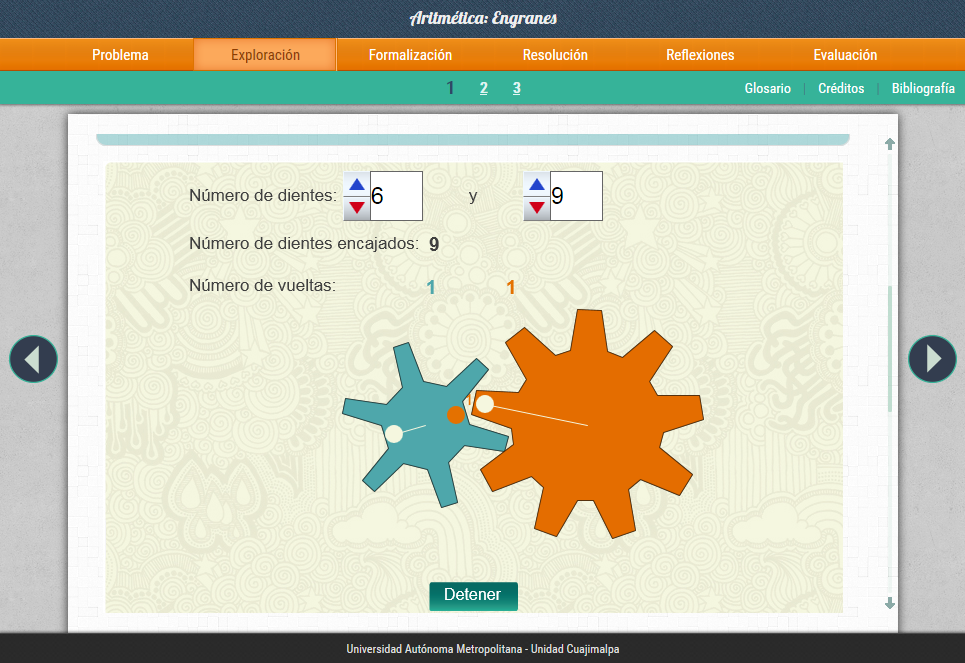 Aritmética: Engranes
Problema Exploración Formalización Resolución Reflexiones Evaluación
1 2 3 Glosario | Créditos | Bibliografía
Número de dientes: 6 y 9
Número de dientes encajados: 9
Número de vueltas: 1 1
Detener
Universidad Autónoma Metropolitana - Unidad Cuajimalpa